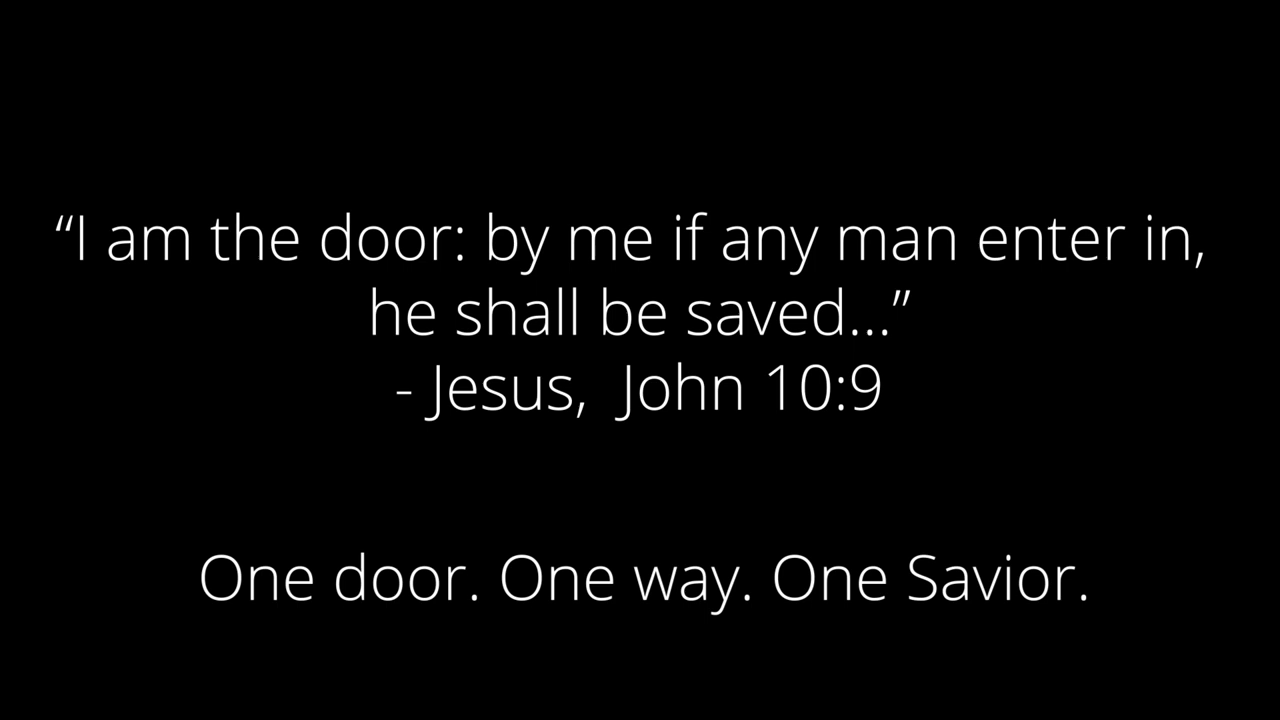 “I am the door: by me if any man enter in,
he shall be saved...”
- Jesus,  John 10:9
One door. One way. One Savior.